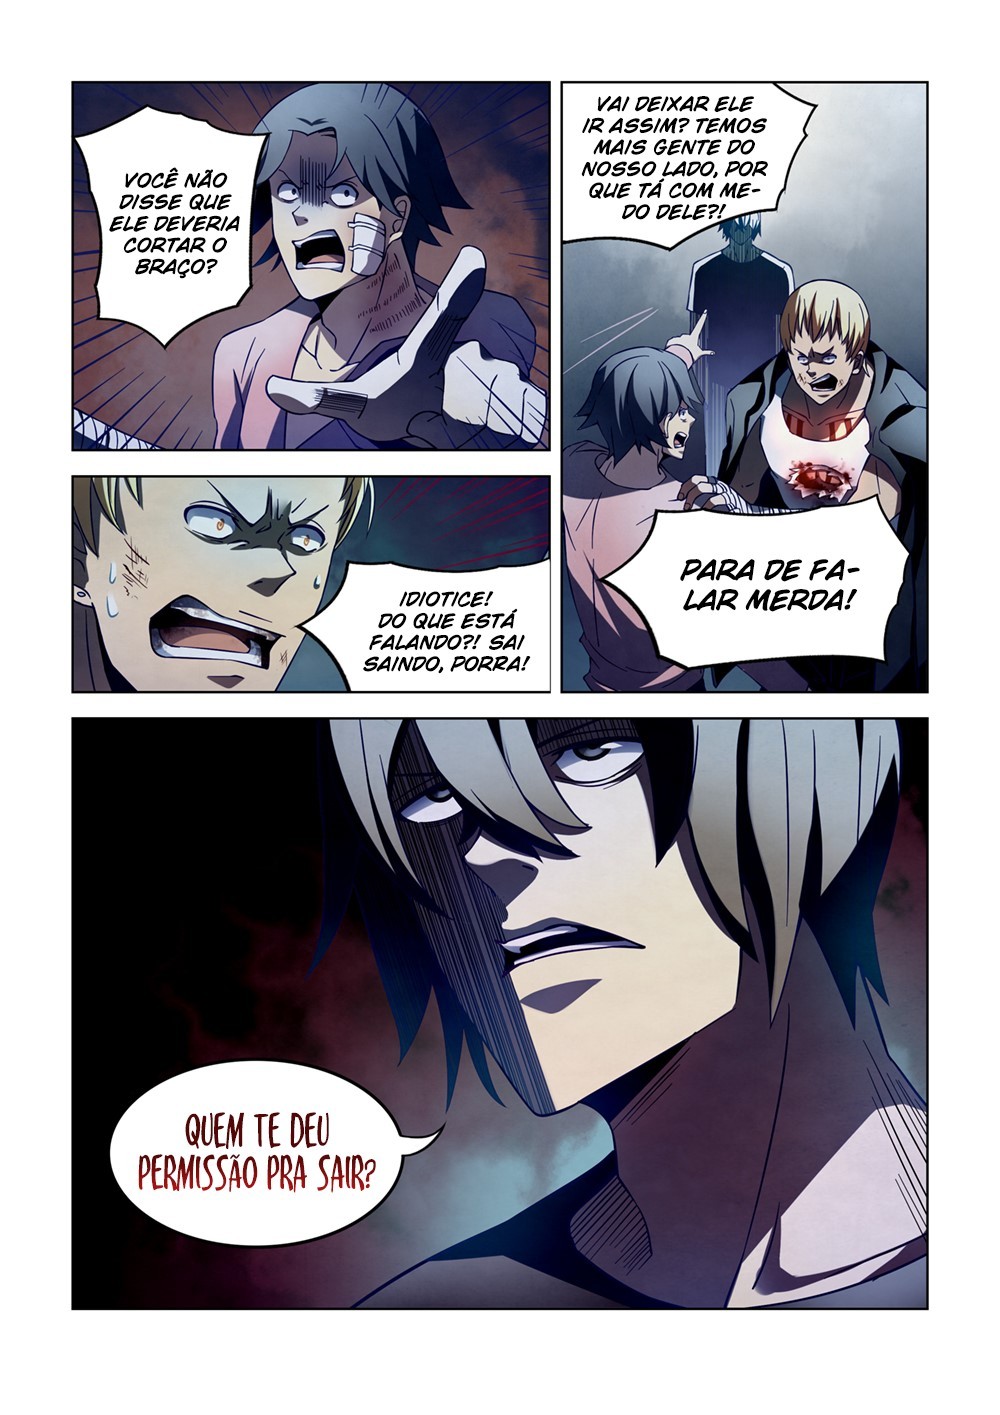 VOCÊ NÃO
DISSE QUE
ELE DEVERIA
CORTAR O
BRAÇO?
IDIOTICE!
DO QUE ESTÁ
FALANDO?! SAI
SAINDO, PORRA!
VAI DEIXAR ELE
IR ASSIM? TEMOS
MAIS GENTE DO
NOSSO LADO, POR
QUE TÁ COM ME-
DO DELE?!
PARA DE FA-
LAR MERDA!
QUEM TE DEU
PERMISSÃO PRA SAIR?